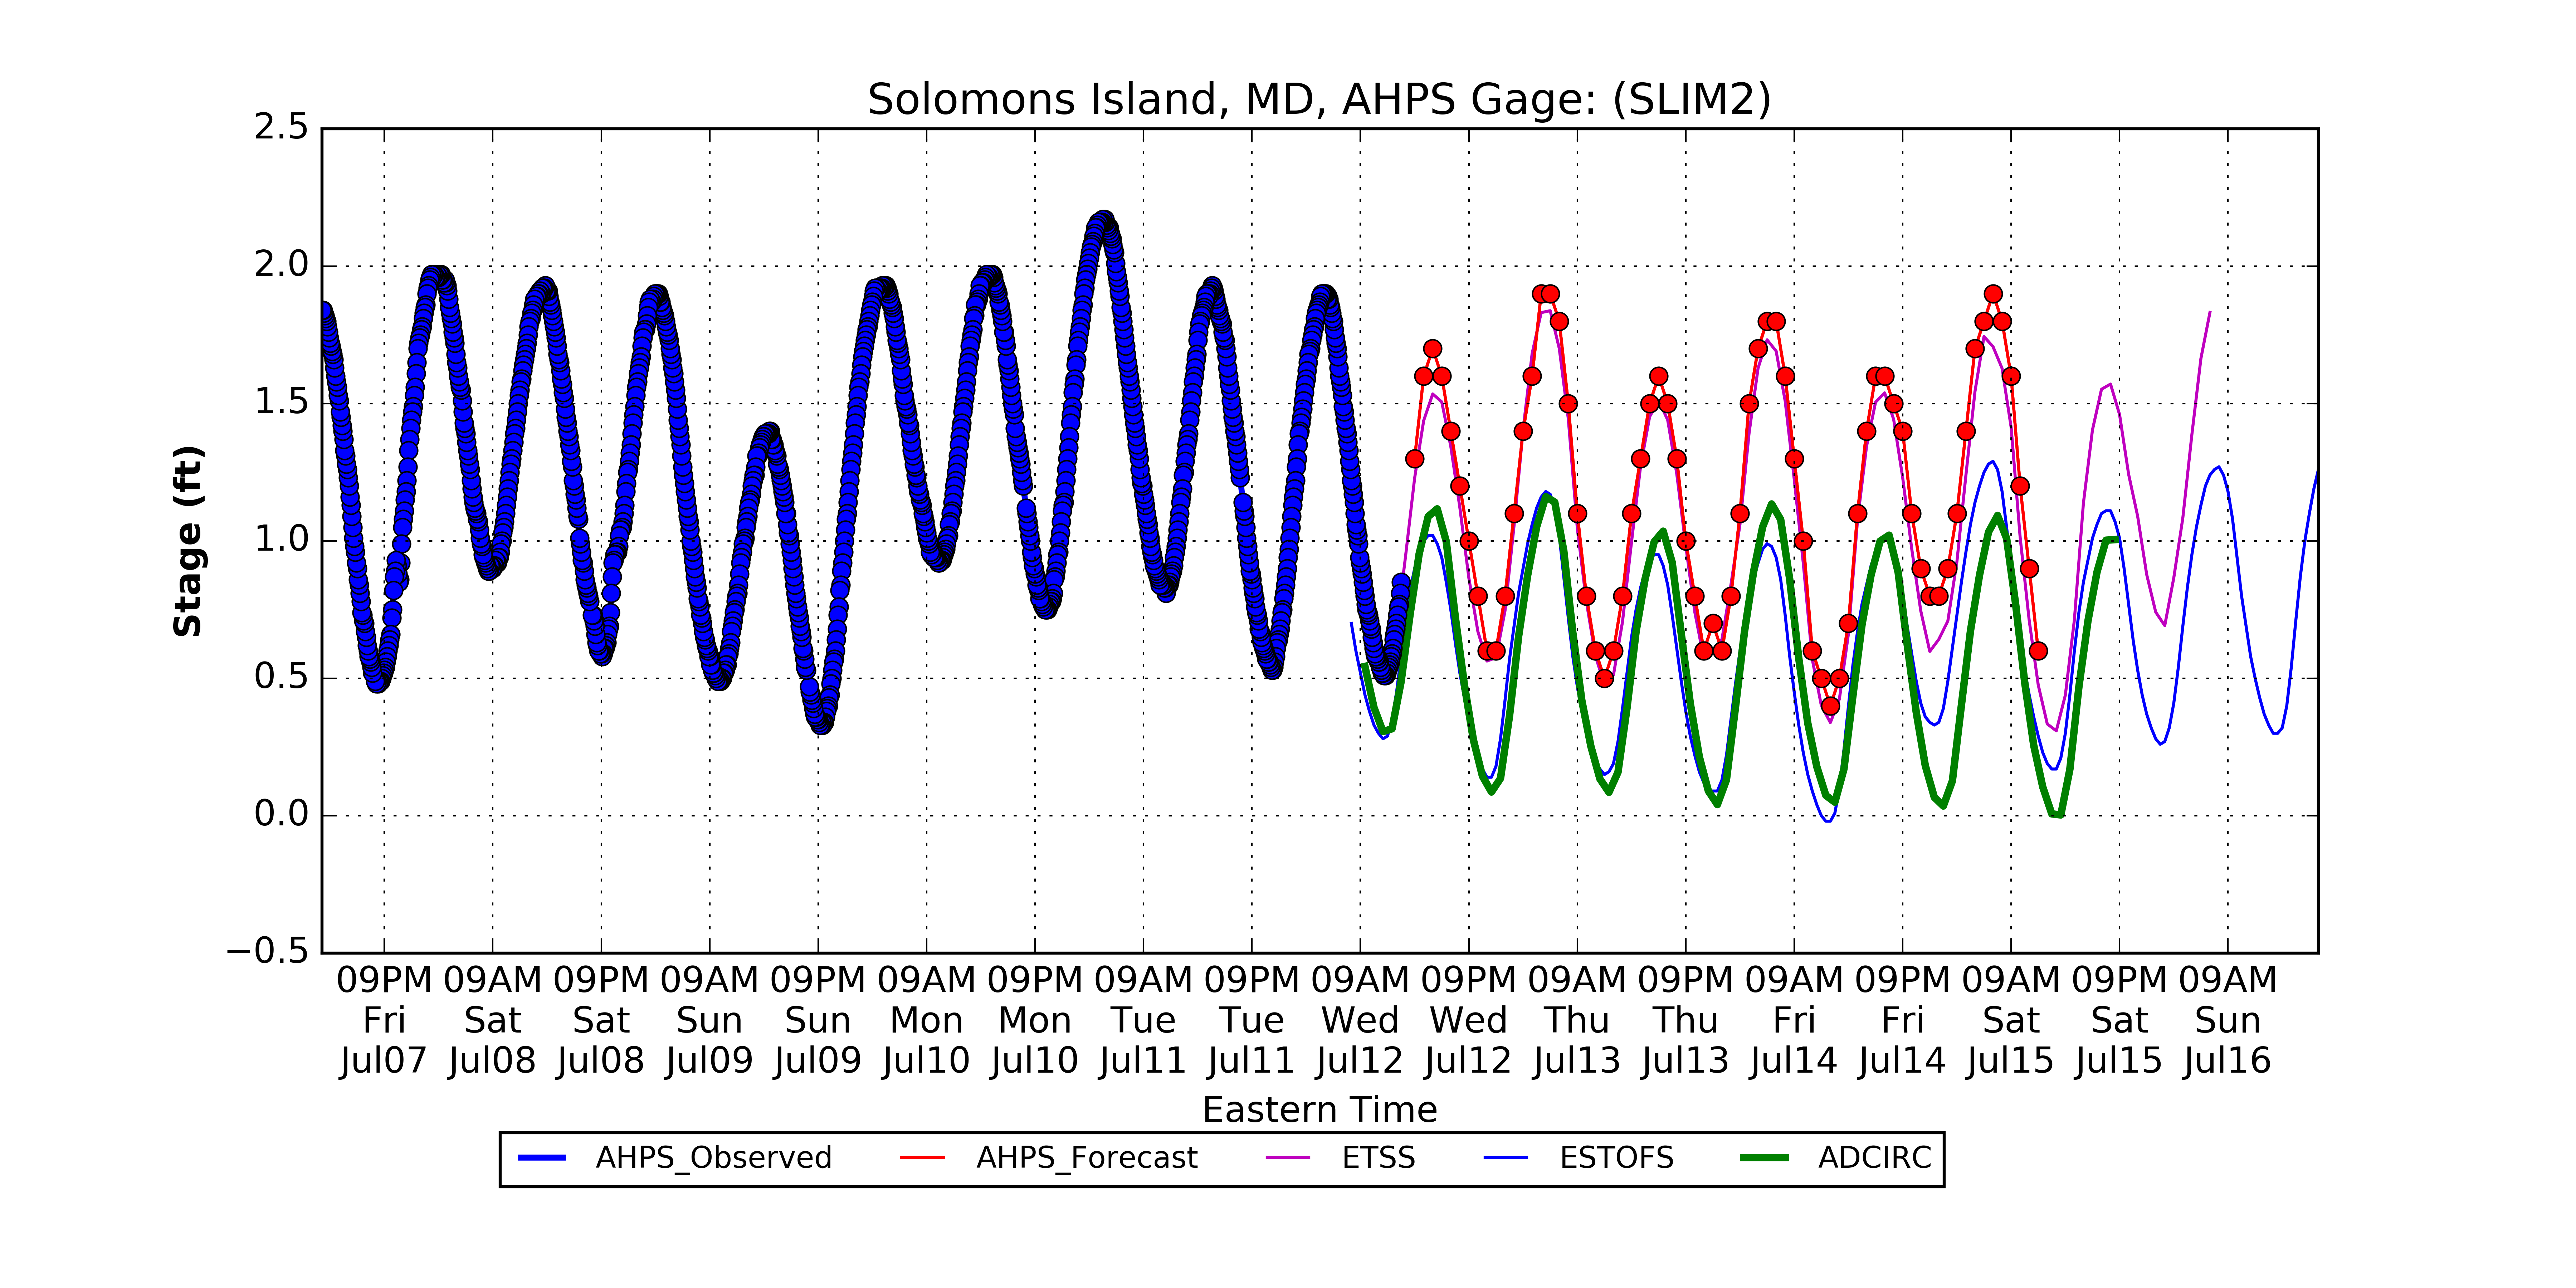 Solomons Island, MD, AHPS Gage: (SLIM2)
2.5
2.0
1.5
1.0
0.5
0.0
−0.5
Stage (ft)
09PM 09AM 09PM 09AM 09PM 09AM 09PM 09AM 09PM 09AM 09PM 09AM 09PM 09AM 09PM 09AM 09PM 09AM
Fri Sat Sat Sun Sun Mon Mon Tue Tue Wed Wed Thu Thu Fri Fri Sat Sat Sun
Jul07 Jul08 Jul08 Jul09 Jul09 Jul10 Jul10 Jul11 Jul11 Jul12 Jul12 Jul13 Jul13 Jul14 Jul14 Jul15 Jul15 Jul16
Eastern Time
AHPS_Observed AHPS_Forecast ETSS ESTOFS ADCIRC